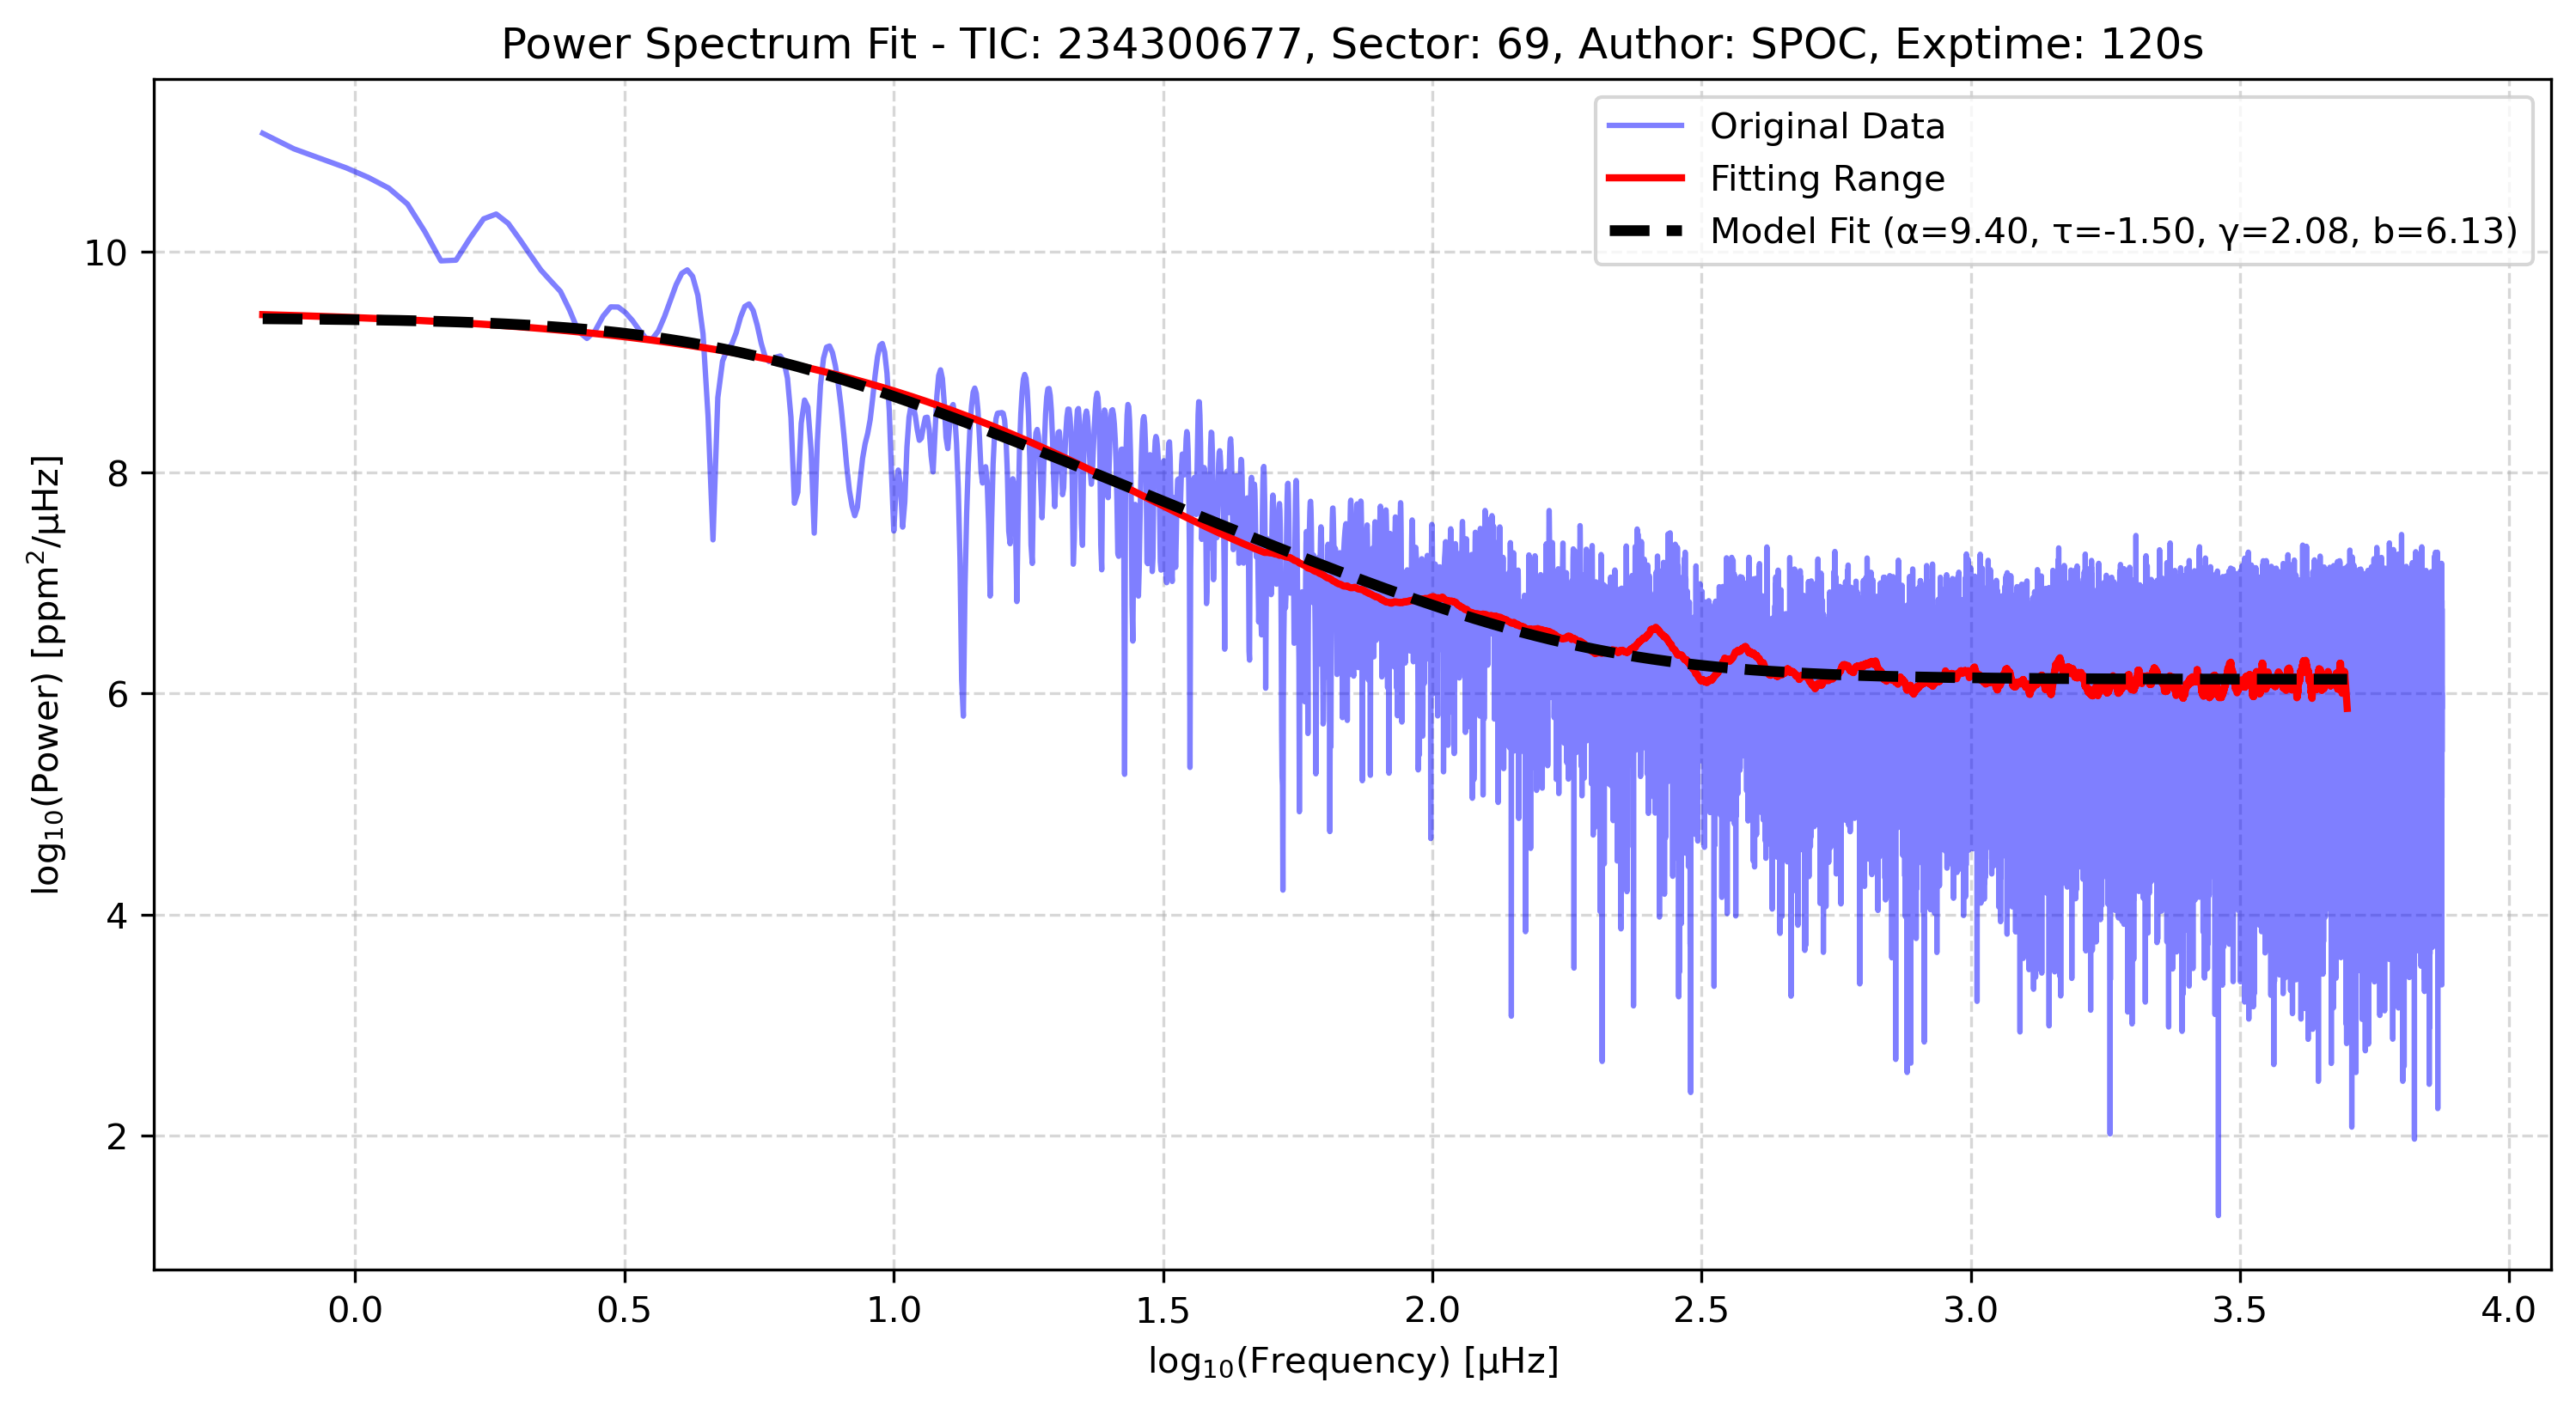 Power Spectrum Fit - TIC: 234300677, Sector: 69, Author: SPOC, Exptime: 120s
Original Data
Fitting Range
Model Fit (α=9.40, τ=-1.50, γ=2.08, b=6.13)
log₁₀(Power) [ppm²/μHz]
10
8
6
4
2
0.0 0.5 1.0 1.5 2.0 2.5 3.0 3.5 4.0
log₁₀(Frequency) [μHz]